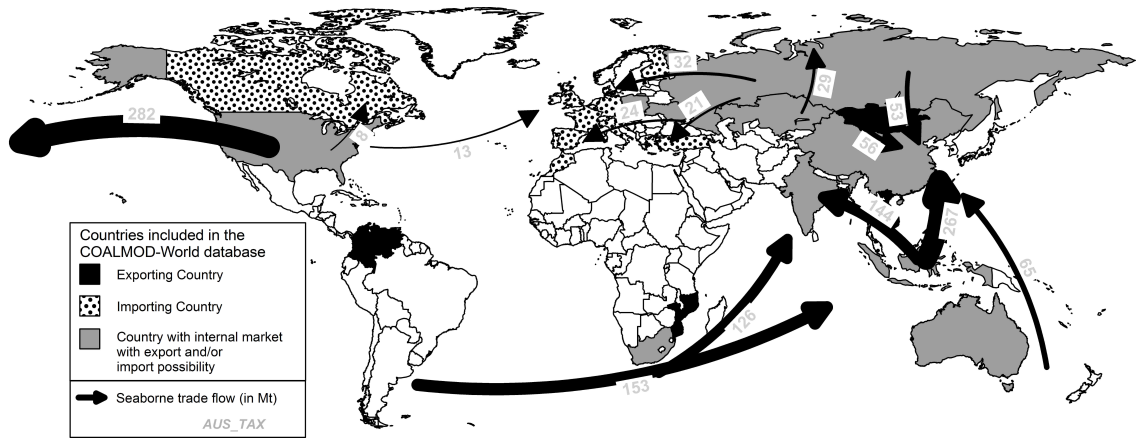 32
29
282
24
21
53
8
13
56
144
267
65
126
153
Countries included in the
COALMOD-World database
Exporting Country
Importing Country
Country with internal market
with export and/or
import possibility
Seaborne trade flow (in Mt)
AUS_TAX